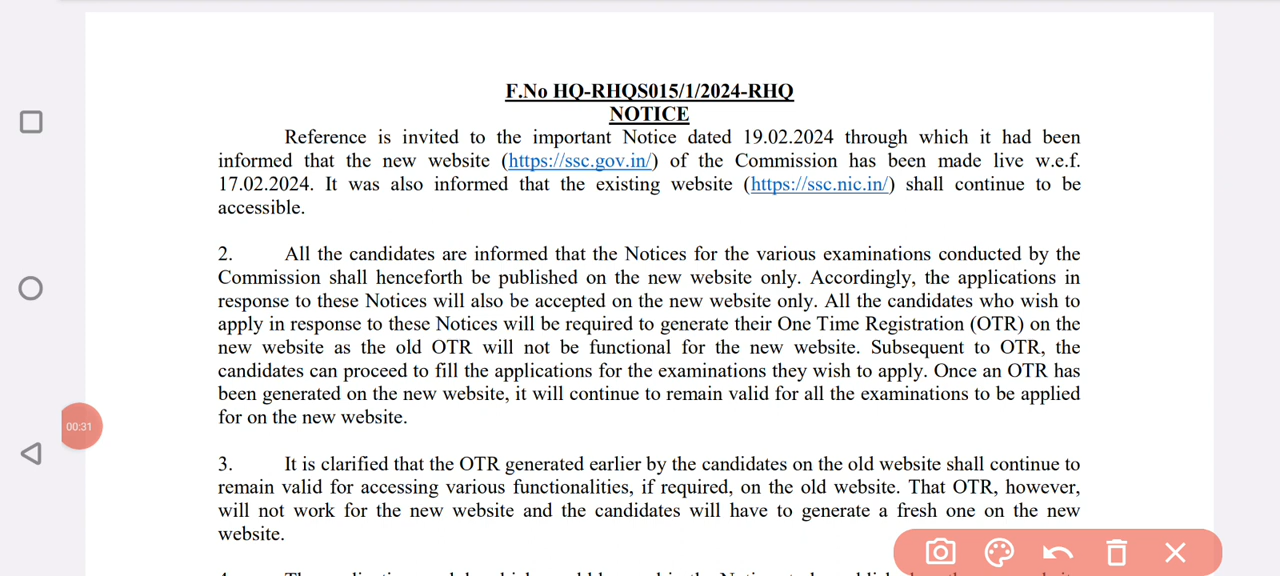 F.No HQ-RHQS015/1/2024-RHQ
NOTICE
Reference is invited to the important Notice dated 19.02.2024 through which it had been
informed that the new website (https://ssc.gov.in/) of the Commission has been made live w.e.f.
17.02.2024. It was also informed that the existing website (https://ssc.nic.in/) shall continue to be
accessible.
2. All the candidates are informed that the Notices for the various examinations conducted by the
Commission shall henceforth be published on the new website only. Accordingly, the applications in
response to these Notices will also be accepted on the new website only. All the candidates who wish to
apply in response to these Notices will be required to generate their One Time Registration (OTR) on the
new website as the old OTR will not be functional for the new website. Subsequent to OTR, the
candidates can proceed to fill the applications for the examinations they wish to apply. Once an OTR has
been generated on the new website, it will continue to remain valid for all the examinations to be applied
for on the new website.
00:31
3. It is clarified that the OTR generated earlier by the candidates on the old website shall continue to
remain valid for accessing various functionalities, if required, on the old website. That OTR, however,
will not work for the new website and the candidates will have to generate a fresh one on the new
website.